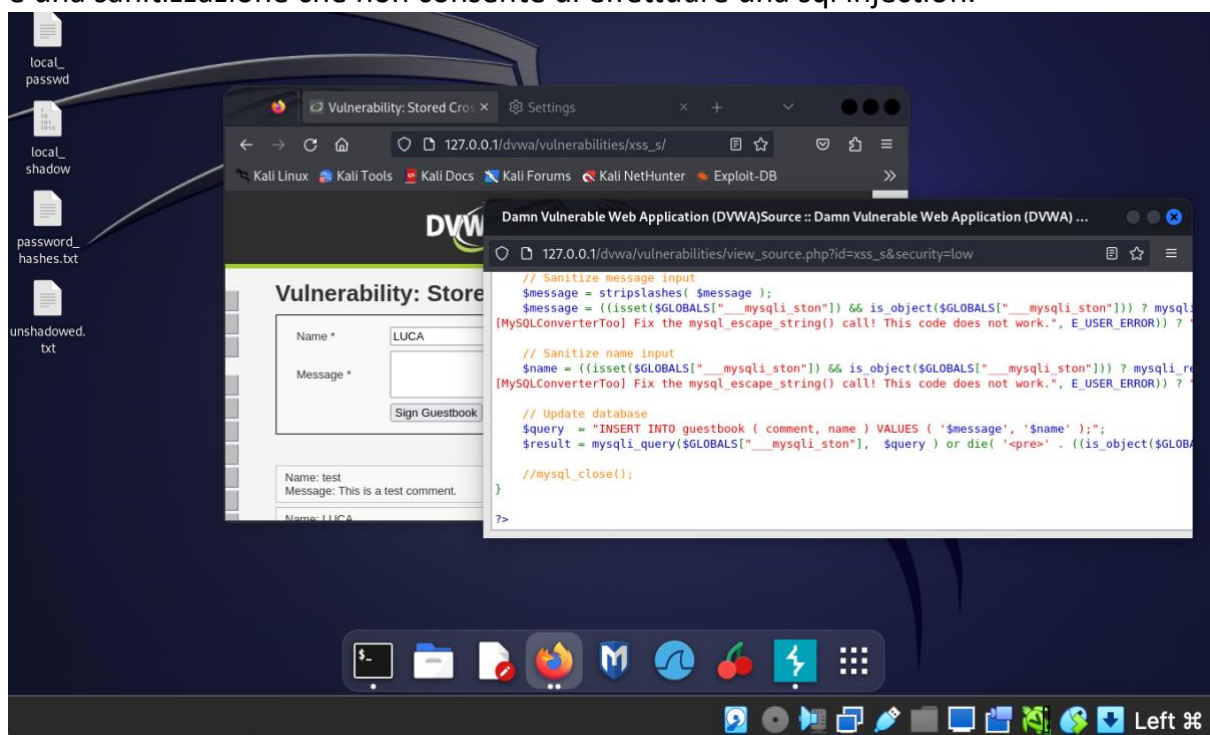 e una sanitizzazione che non consente di effettuare una sql injection.
local_
passwd
local_
shadow
password_
hashes.txt
unshadowed.
txt
Vulnerability: Stored Cros
Settings
127.0.0.1/dvwa/vulnerabilities/xss_s/
Kali Linux
Kali Tools
Kali Docs
Kali Forums
Kali NetHunter
Exploit-DB
DVW
Vulnerability: Store
Name *
LUCA
Message *
Sign Guestbook
Name: test
Message: This is a test comment.
Name: LUCA
Damn Vulnerable Web Application (DVWA)Source :: Damn Vulnerable Web Application (DVWA) ...
127.0.0.1/dvwa/vulnerabilities/view_source.php?id=xss_s&security=low
// Sanitize message input
$message = stripslashes( $message );
$message = ((isset($GLOBALS["___mysqli_ston"]) && is_object($GLOBALS["___mysqli_ston"])) ? mysqli
[MySQLConverterToo] Fix the mysql_escape_string() call! This code does not work.", E_USER_ERROR)) ? "
// Sanitize name input
$name = ((isset($GLOBALS["___mysqli_ston"]) && is_object($GLOBALS["___mysqli_ston"])) ? mysqli_re
[MySQLConverterToo] Fix the mysql_escape_string() call! This code does not work.", E_USER_ERROR)) ? "
// Update database
$query = "INSERT INTO guestbook ( comment, name ) VALUES ( '$message', '$name' );";
$result = mysqli_query($GLOBALS["___mysqli_ston"], $query ) or die( '<pre>' . ((is_object($GLOBA
//mysql_close();
}
?>
Left ⌘